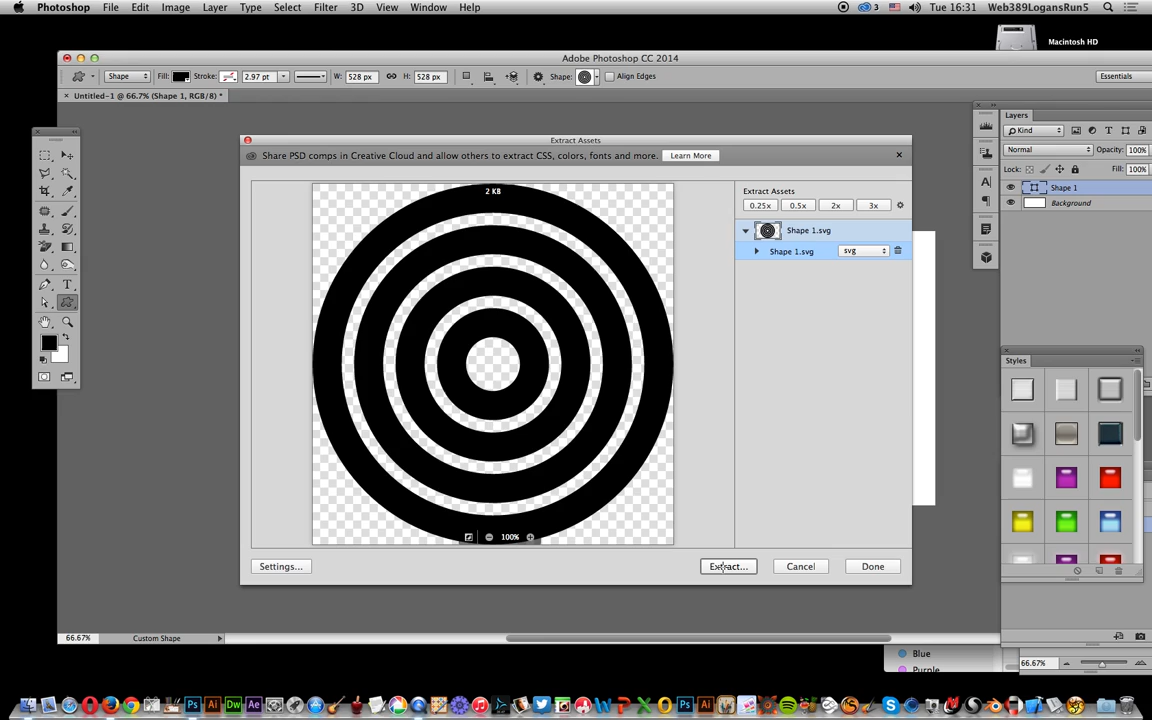 Photoshop File Edit Image Layer Type Select Filter 3D View Window Help 3 Tue 16:31 Web389LogansRun5
Macintosh HD
Adobe Photoshop CC 2014
Shape Fill: Stroke: 2.97 pt W: 528 px H: 528 px Shape: Align Edges Essentials
Untitled-1 @ 66.7% (Shape 1, RGB/8) *
Extract Assets
Share PSD comps in Creative Cloud and allow others to extract CSS, colors, fonts and more. Learn More
2 KB
Extract Assets
0.25x 0.5x 2x 3x
Shape 1.svg
Shape 1.svg svg
100%
Settings... Extract... Cancel Done
Layers
Kind
Normal Opacity: 100%
Lock: Fill: 100%
Shape 1
Background
Styles
66.67% Custom Shape
Blue
Purple
66.67%